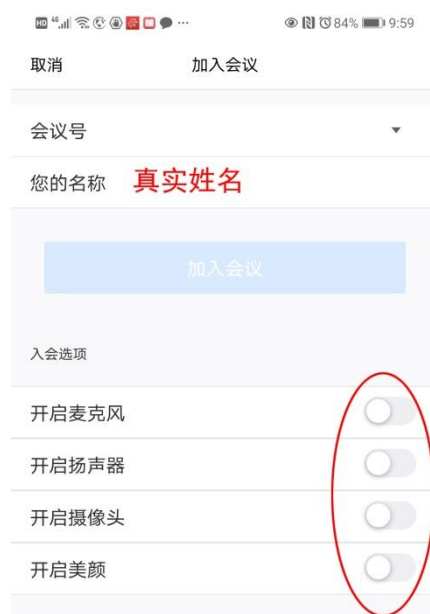 HD 46 84% 9:59
取消 加入会议
会议号
您的名称 真实姓名
加入会议
入会选项
开启麦克风
开启扬声器
开启摄像头
开启美颜